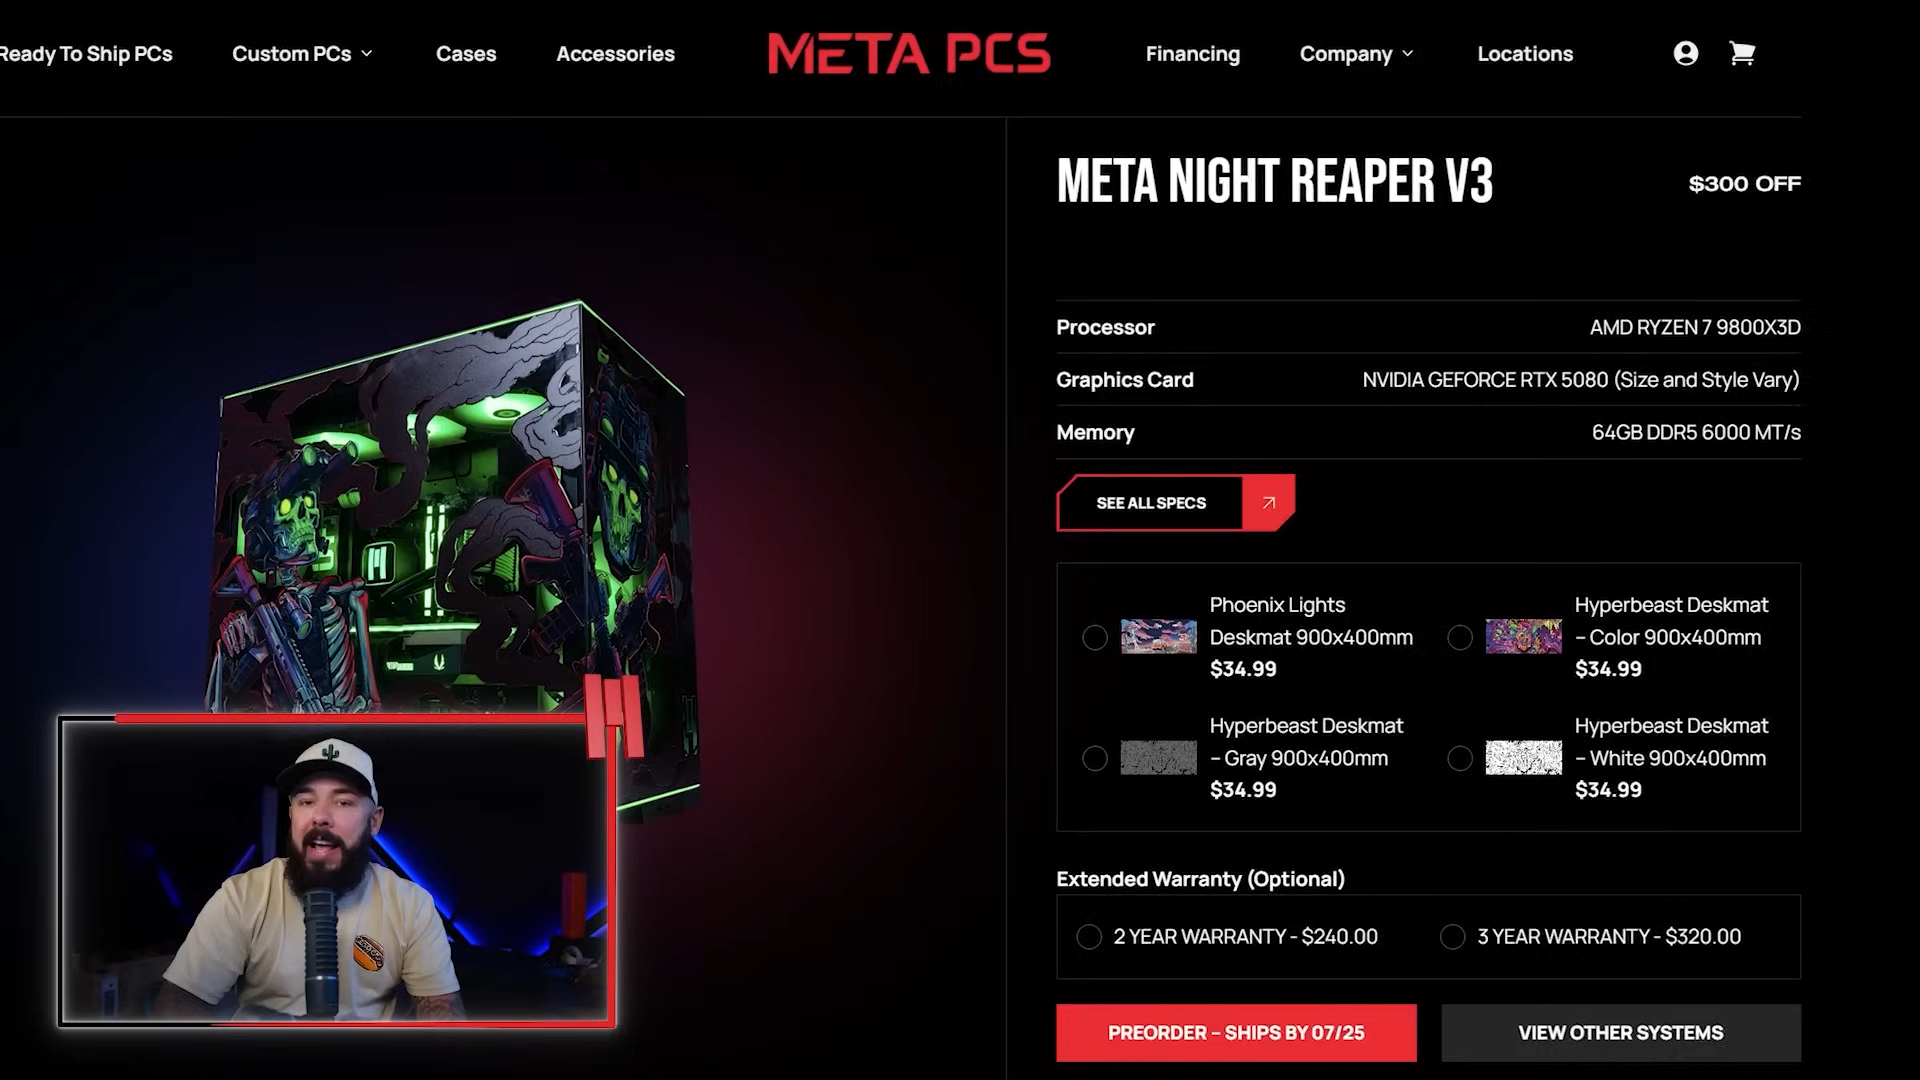 Ready To Ship PCs
Custom PCs
Cases
Accessories
META PCS
Financing
Company
Locations
META NIGHT REAPER V3
$300 OFF
Processor
AMD RYZEN 7 9800X3D
Graphics Card
NVIDIA GEFORCE RTX 5080 (Size and Style Vary)
Memory
64GB DDR5 6000 MT/s
SEE ALL SPECS
Phoenix Lights
Deskmat 900x400mm
$34.99
Hyperbeast Deskmat
– Color 900x400mm
$34.99
Hyperbeast Deskmat
– Gray 900x400mm
$34.99
Hyperbeast Deskmat
– White 900x400mm
$34.99
Extended Warranty (Optional)
2 YEAR WARRANTY - $240.00
3 YEAR WARRANTY - $320.00
PREORDER – SHIPS BY 07/25
VIEW OTHER SYSTEMS